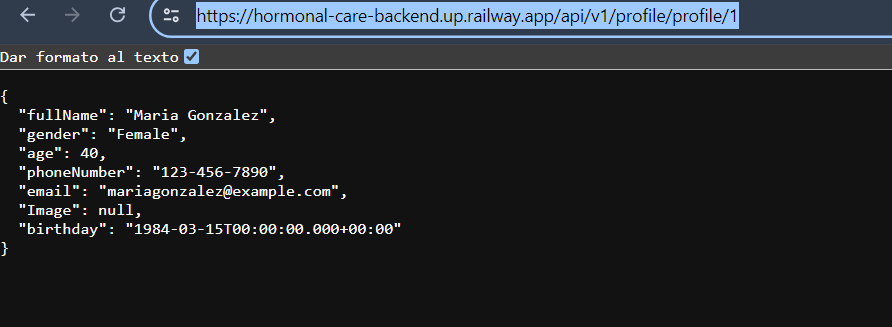 https://hormonal-care-backend.up.railway.app/api/v1/profile/profile/1
Dar formato al texto
{
  "fullName": "Maria Gonzalez",
  "gender": "Female",
  "age": 40,
  "phoneNumber": "123-456-7890",
  "email": "mariagonzalez@example.com",
  "Image": null,
  "birthday": "1984-03-15T00:00:00.000+00:00"
}